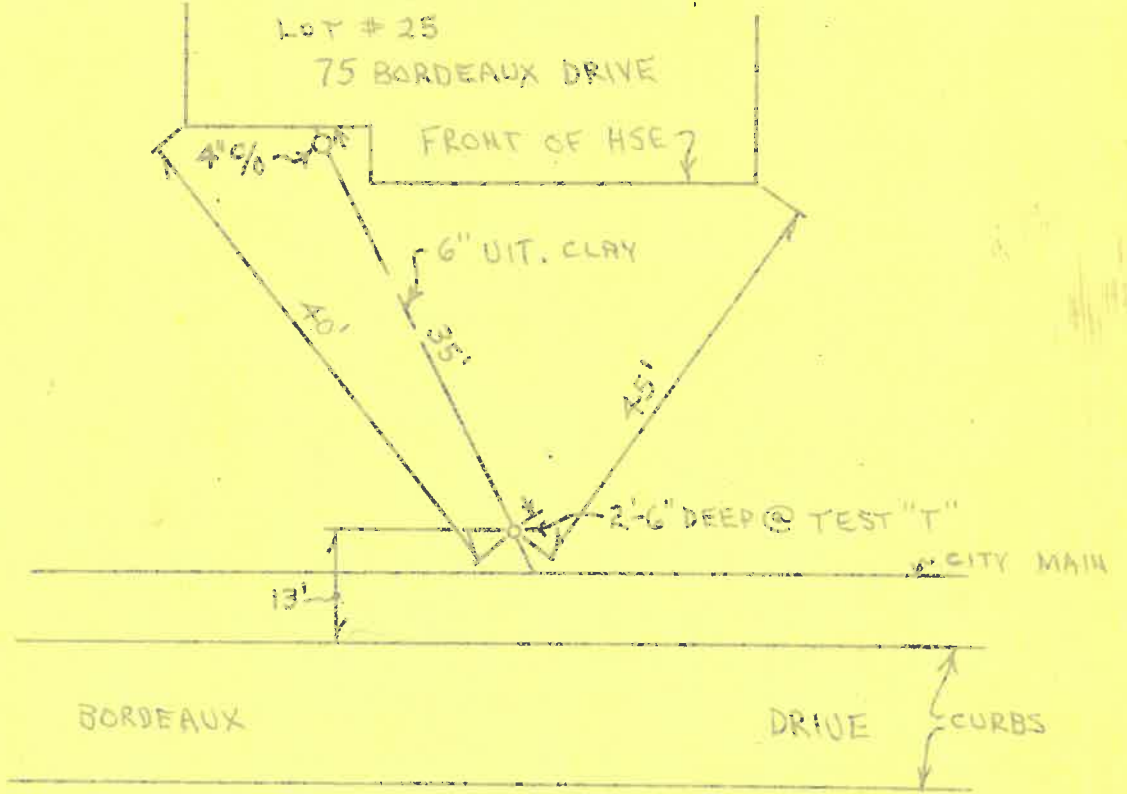 LOT # 25
75 BORDEAUX DRIVE
FRONT OF HSE
4" C/O
6" VIT. CLAY
35'
45'
2'-6" DEEP @ TEST "T"
CITY MAIN
13'
BORDEAUX DRIVE
CURBS